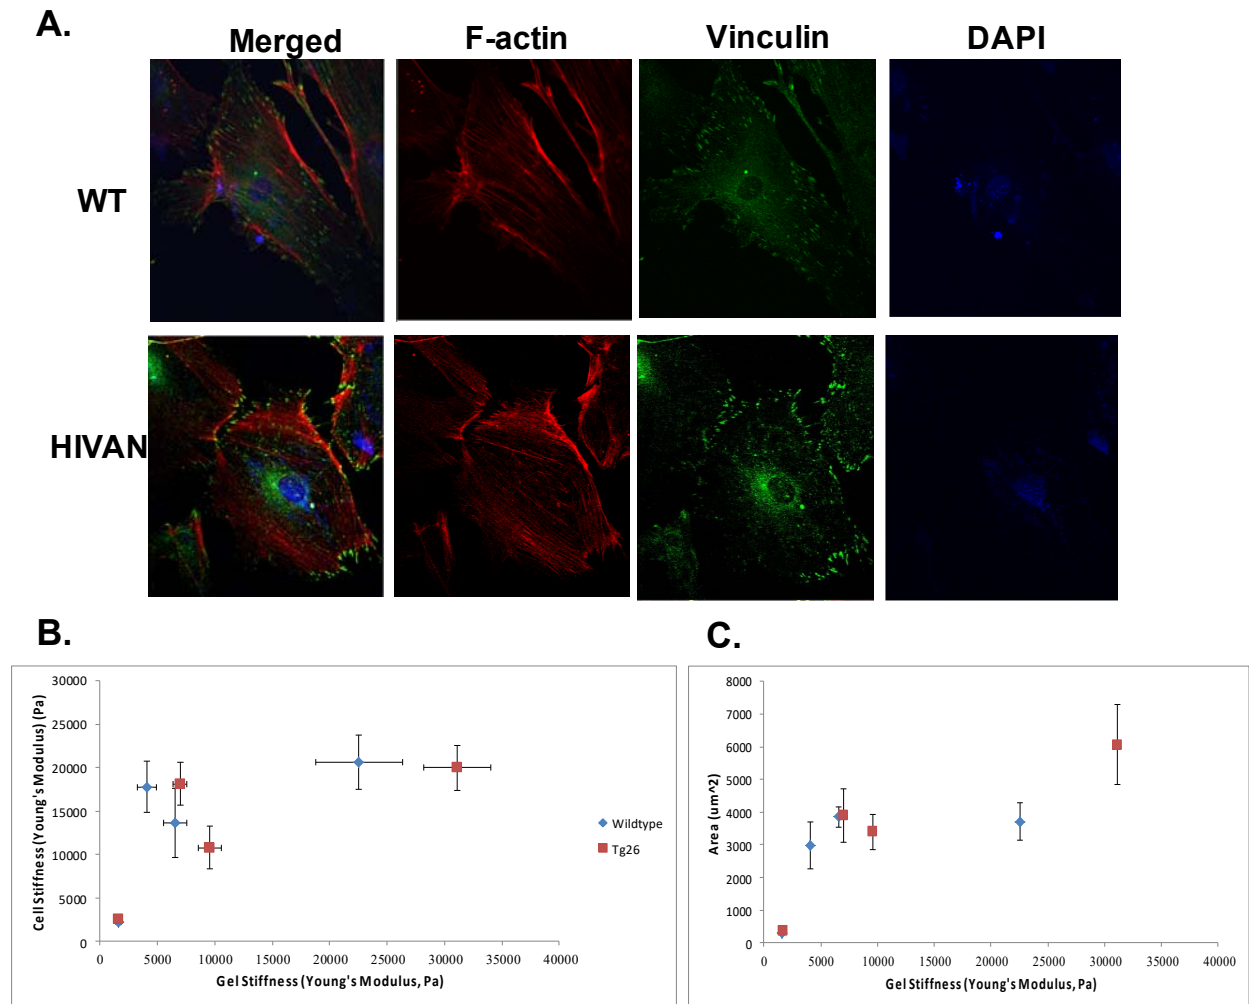 A.
Merged F-actin Vinculin DAPI
WT
HIVAN
B.
30000
25000
20000
15000
10000
5000
0
Cell Stiffness (Young's Modulus) (Pa)
0 5000 10000 15000 20000 25000 30000 35000 40000
Gel Stiffness (Young's Modulus, Pa)
Wildtype
Tg26
C.
8000
7000
6000
5000
4000
3000
2000
1000
0
Area (um^2)
0 5000 10000 15000 20000 25000 30000 35000 40000
Gel Stiffness (Young's Modulus, Pa)